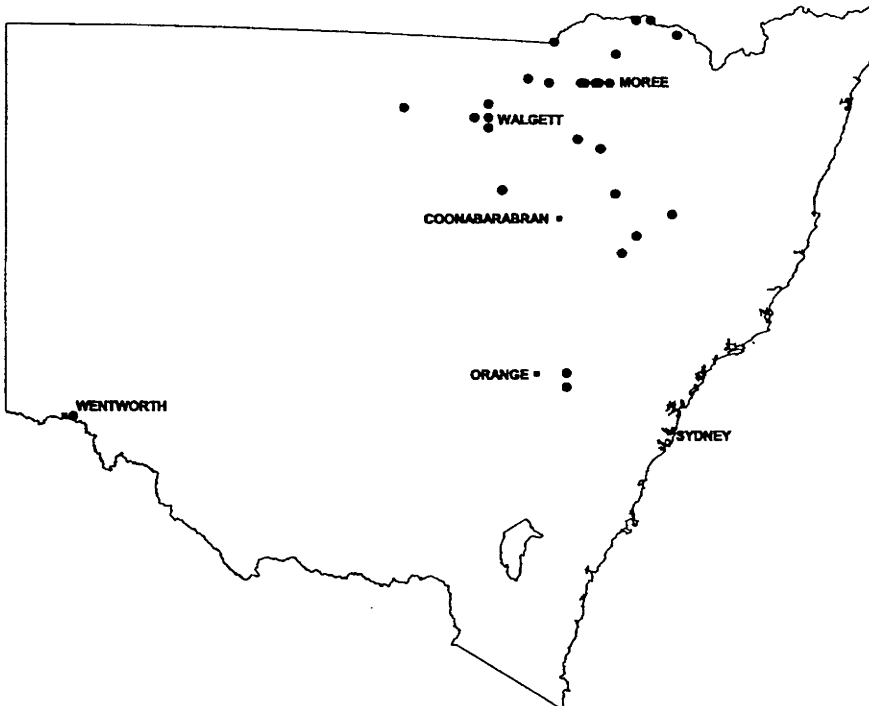 MOREE
WALGETT
COONABARABRAN
ORANGE
WENTWORTH
SYDNEY